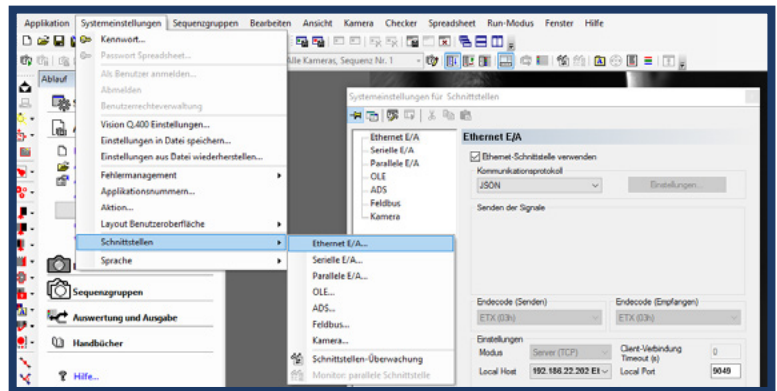 Applikation Systemeinstellungen Sequenzgruppen Bearbeiten Ansicht Kamera Checker Spreadsheet Run-Modus Fenster Hilfe
Alle Kameras, Sequenz Nr. 1
Ablauf
Kennwort...
Passwort Spreadsheet...
Als Benutzer anmelden...
Abmelden
Benutzerrechteverwaltung
Vision Q.400 Einstellungen...
Einstellungen in Datei speichern...
Einstellungen aus Datei wiederherstellen...
Fehlermanagement
Applikationsnummern...
Aktion...
Layout Benutzeroberfläche
Schnittstellen
Sprache
Ethernet E/A...
Serielle E/A...
Parallele E/A...
OLE...
ADS...
Feldbus...
Kamera...
Schnittstellen-Überwachung
Monitor: parallele Schnittstelle
Sequenzgruppen
Auswertung und Ausgabe
Handbücher
Hilfe...
Systemeinstellungen für Schnittstellen
Ethernet E/A
Serielle E/A
Parallele E/A
OLE
ADS
Feldbus
Kamera
Ethernet E/A
Ethernet-Schnittstelle verwenden
Kommunikationsprotokoll
JSON
Einstellungen...
Senden der Signale
Endecode (Senden) Endecode (Empfangen)
ETX (03h) ETX (03h)
Einstellungen
Modus Server (TCP) Client-Verbindung Timeout (s) 0
Local Host 192.186.22.202 Et Local Port 9049